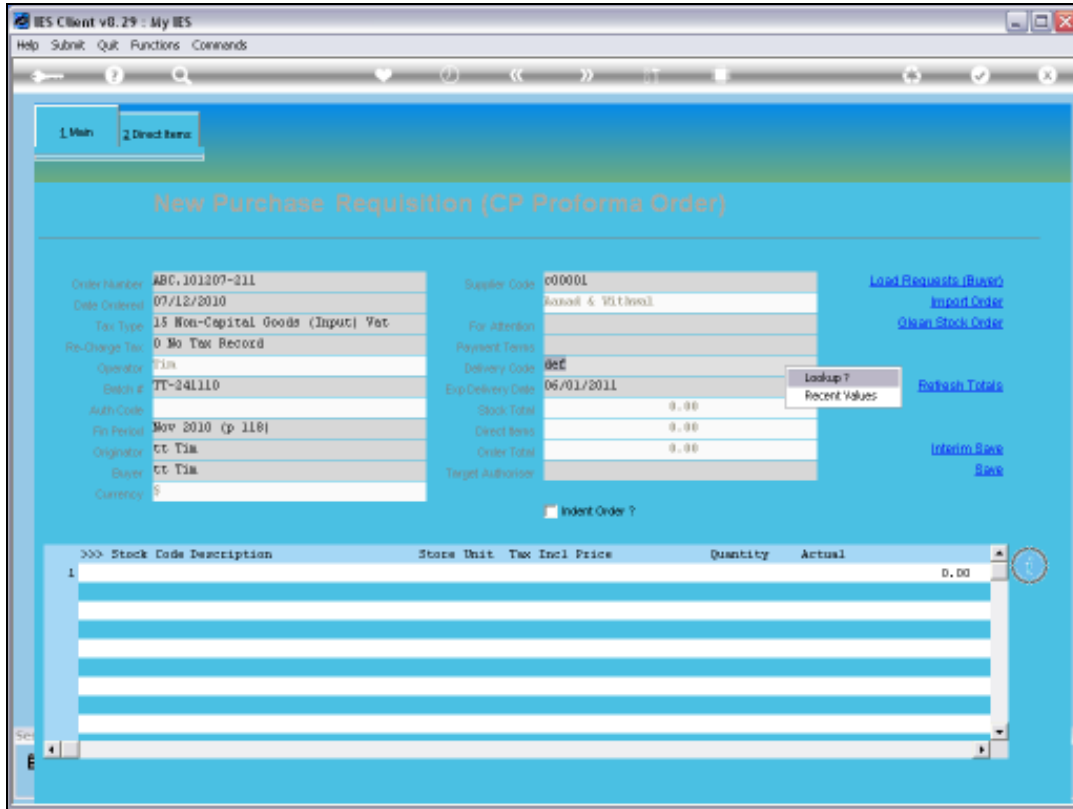 IES Client v8.29 : My IES
Help Submit Quit Functions Commands
1 Main
2 Direct Items
New Purchase Requisition (CP Proforma Order)
Order Number ABC.101207-211
Date Ordered 07/12/2010
Tax Type 15 Non-Capital Goods (Input) Vat
Re-Charge Tax 0 No Tax Record
Operator Tim
Batch # TT-241110
Auth Code
Fin Period Nov 2010 (p 118)
Originator tt Tim
Buyer tt Tim
Currency $
Supplier Code c00001
For Attention
Payment Terms
Delivery Code def
Exp Delivery Date 06/01/2011
Stock Total 0.00
Direct Items 0.00
Order Total 0.00
Target Authoriser
Indent Order ?
Lookup ?
Recent Values
Load Requests (Buyer)
Import Order
Clean Stock Order
Refresh Totals
Interim Save
Save
>>> Stock Code Description Store Unit Tax Incl Price Quantity Actual
1 0.00